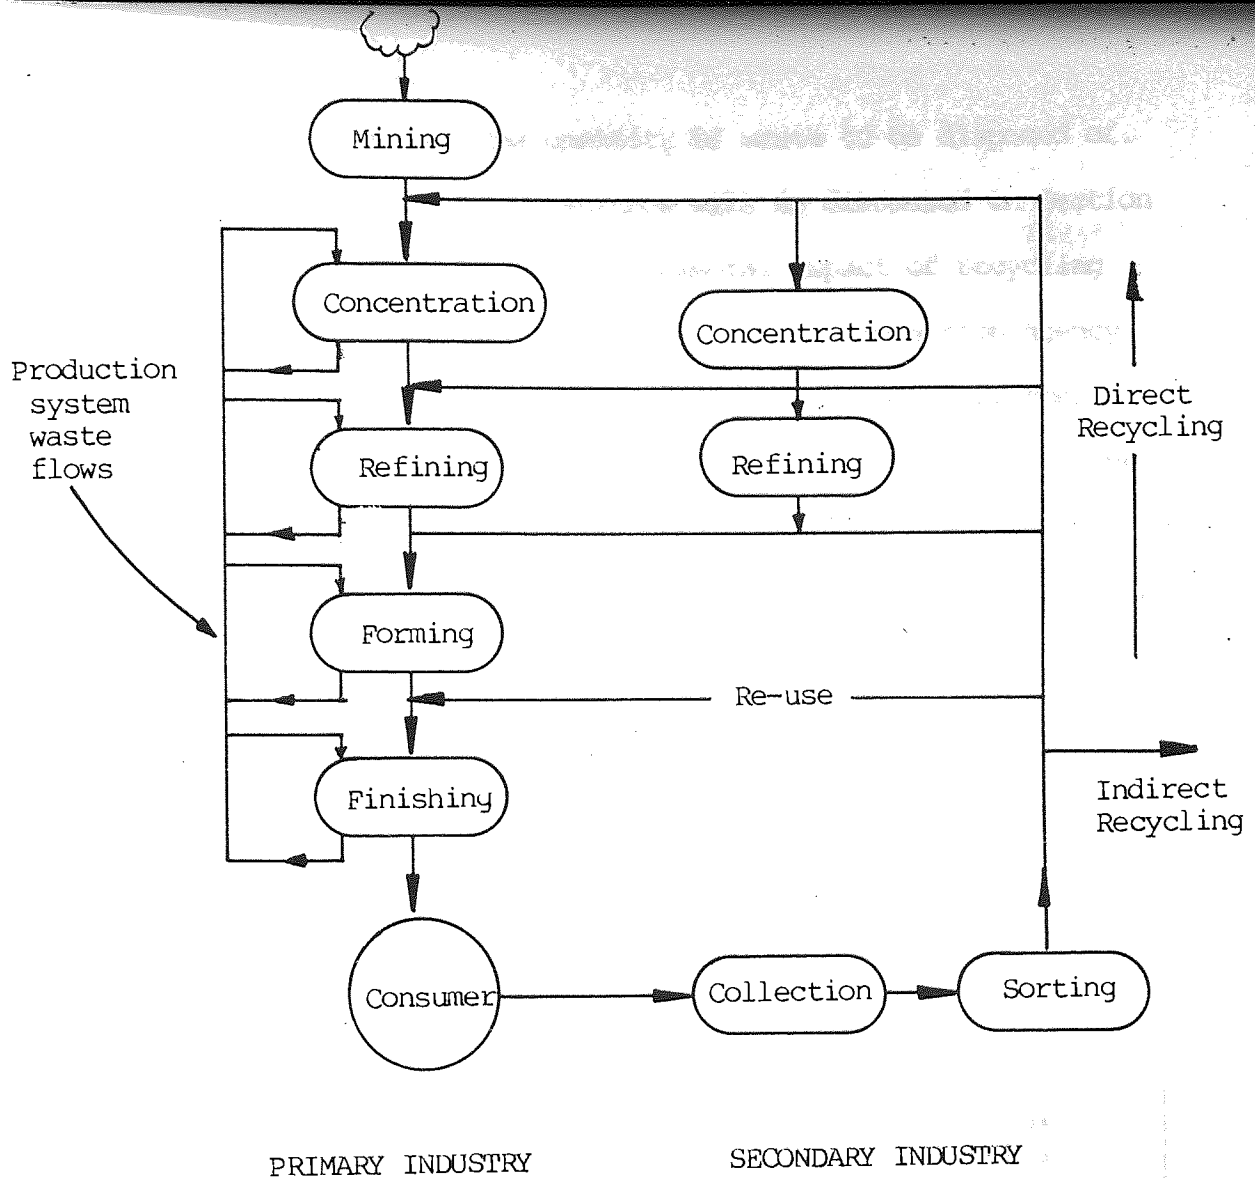 Mining
Concentration
Concentration
Production
system
waste
flows
Direct
Recycling
Refining
Refining
Forming
Re-use
Finishing
Indirect
Recycling
Consumer
Collection
Sorting
PRIMARY INDUSTRY
SECONDARY INDUSTRY